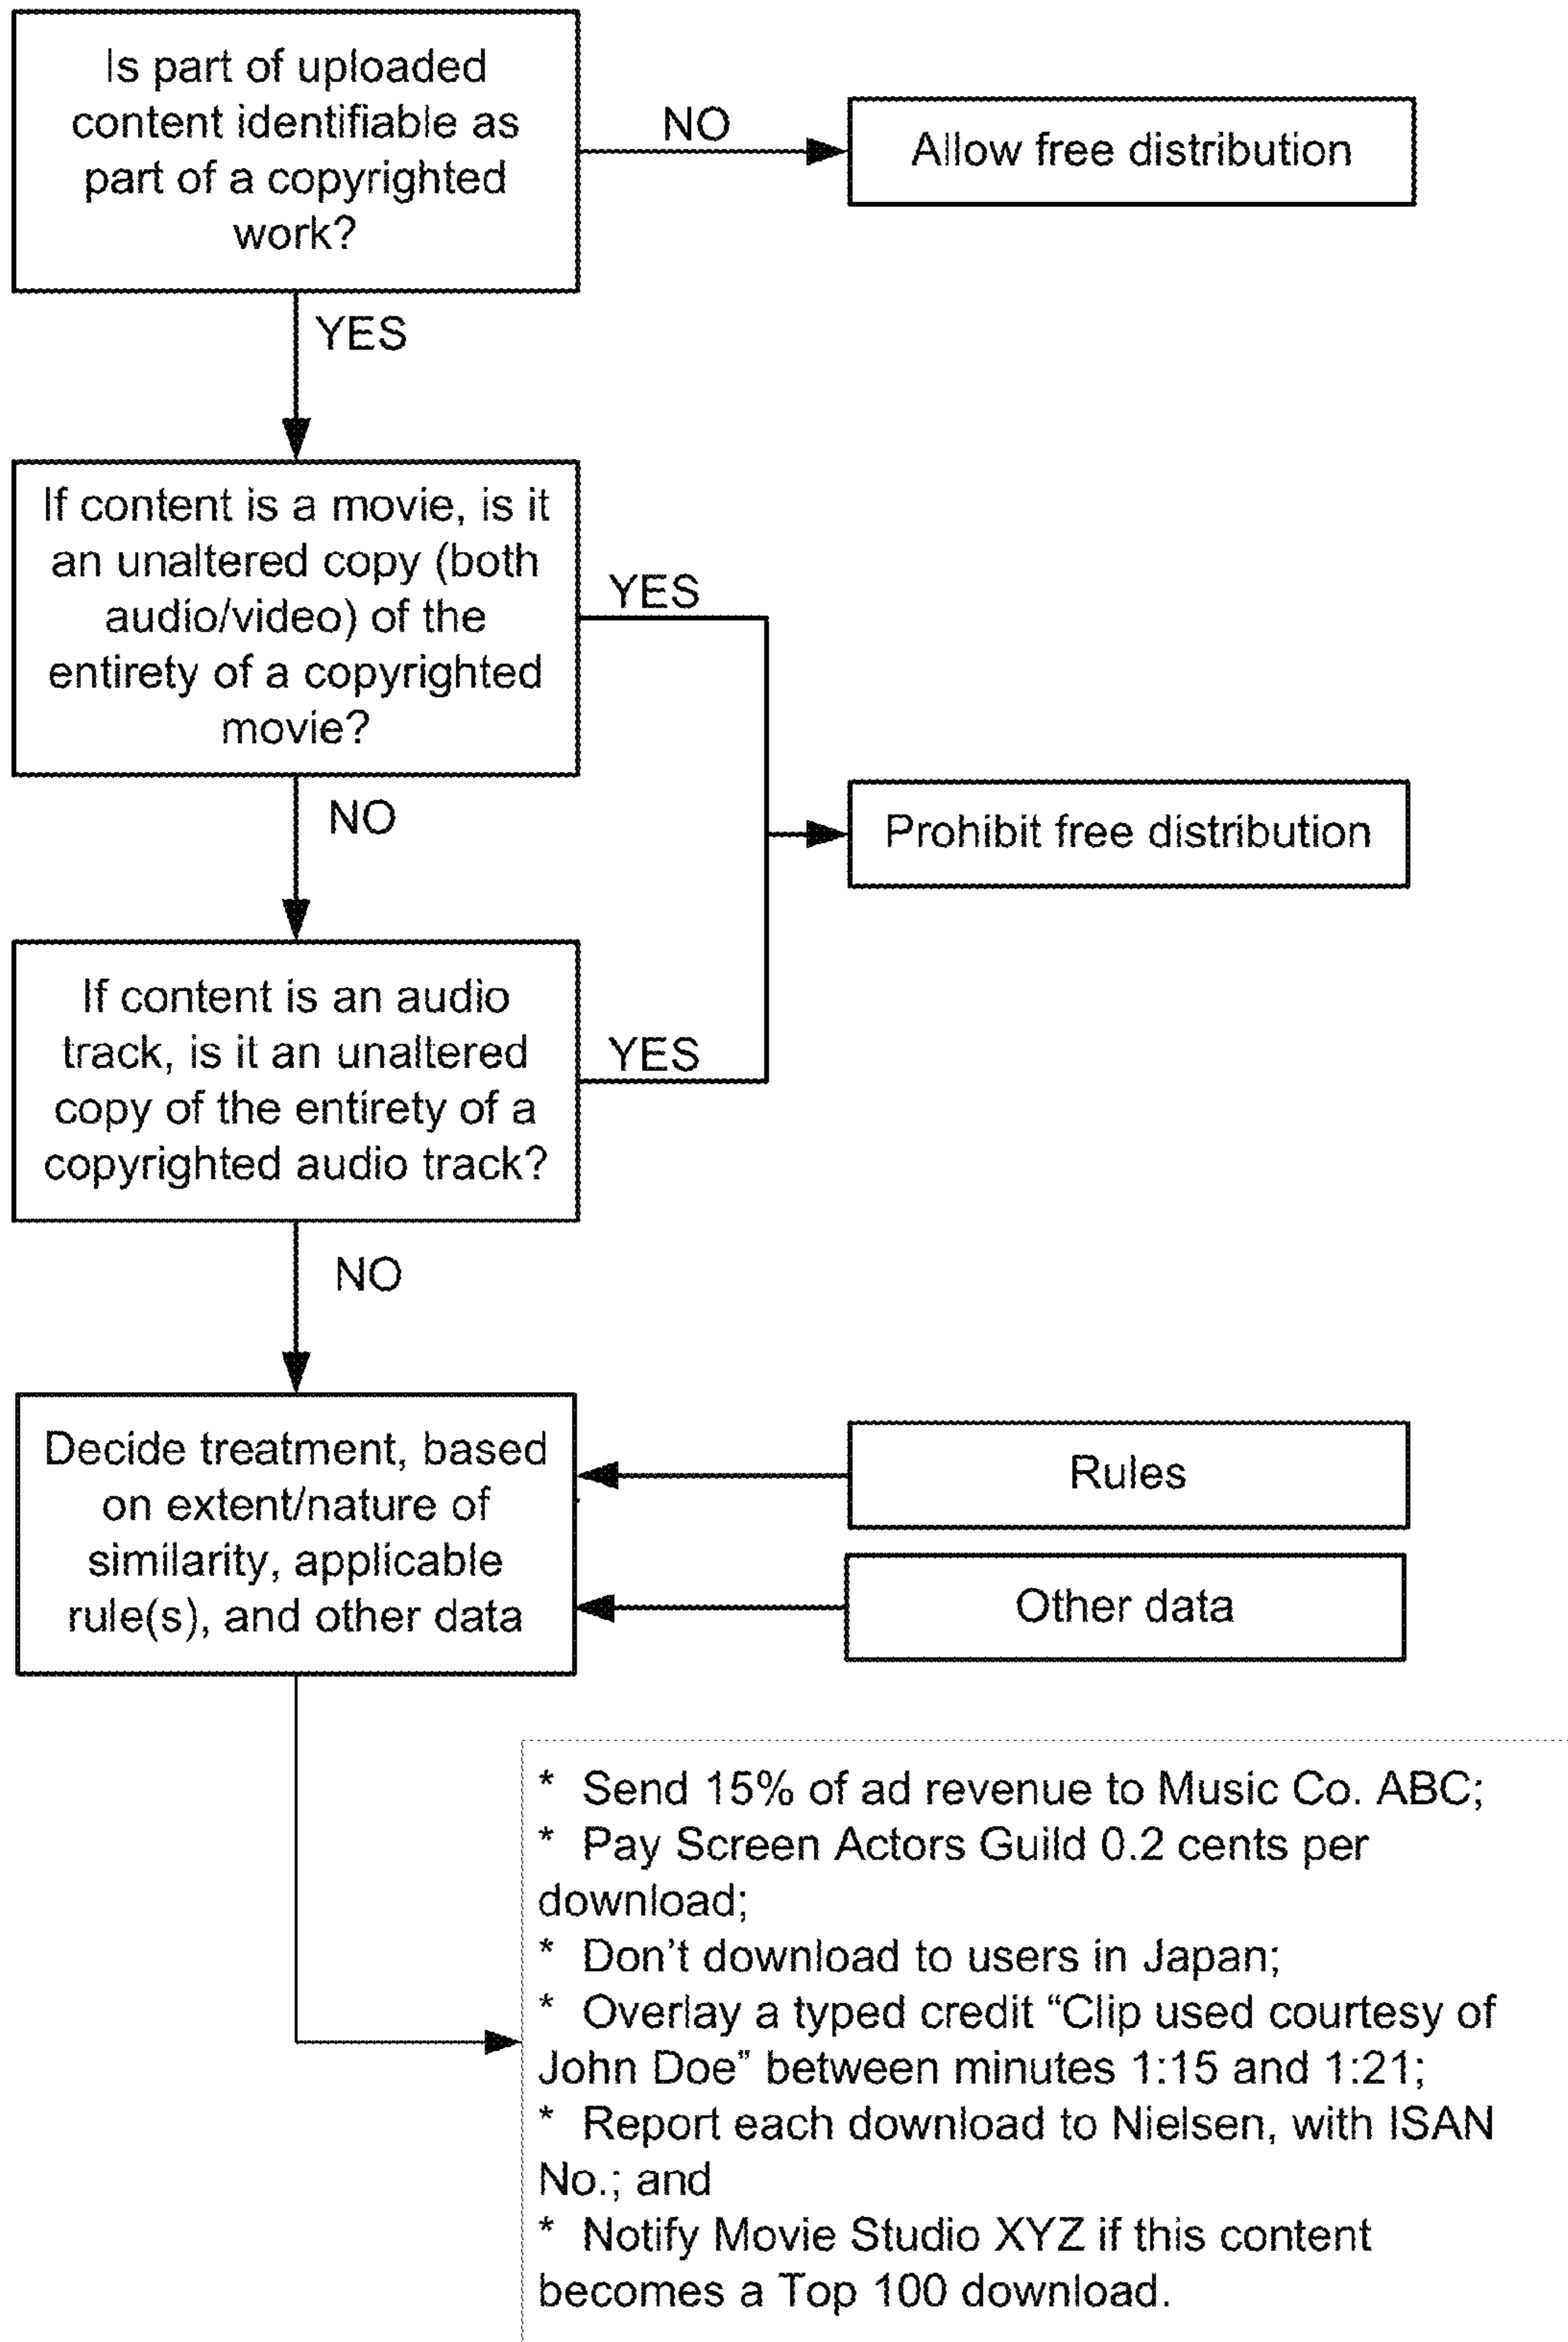 Is part of uploaded
content identifiable as
part of a copyrighted
work?
NO
Allow free distribution
YES
If content is a movie, is it
an unaltered copy (both
audio/video) of the
entirety of a copyrighted
movie?
YES
NO
Prohibit free distribution
If content is an audio
track, is it an unaltered
copy of the entirety of a
copyrighted audio track?
YES
NO
Decide treatment, based
on extent/nature of
similarity, applicable
rule(s), and other data
Rules
Other data
* Send 15% of ad revenue to Music Co. ABC;
* Pay Screen Actors Guild 0.2 cents per
download;
* Don't download to users in Japan;
* Overlay a typed credit “Clip used courtesy of
John Doe” between minutes 1:15 and 1:21;
* Report each download to Nielsen, with ISAN
No.; and
* Notify Movie Studio XYZ if this content
becomes a Top 100 download.